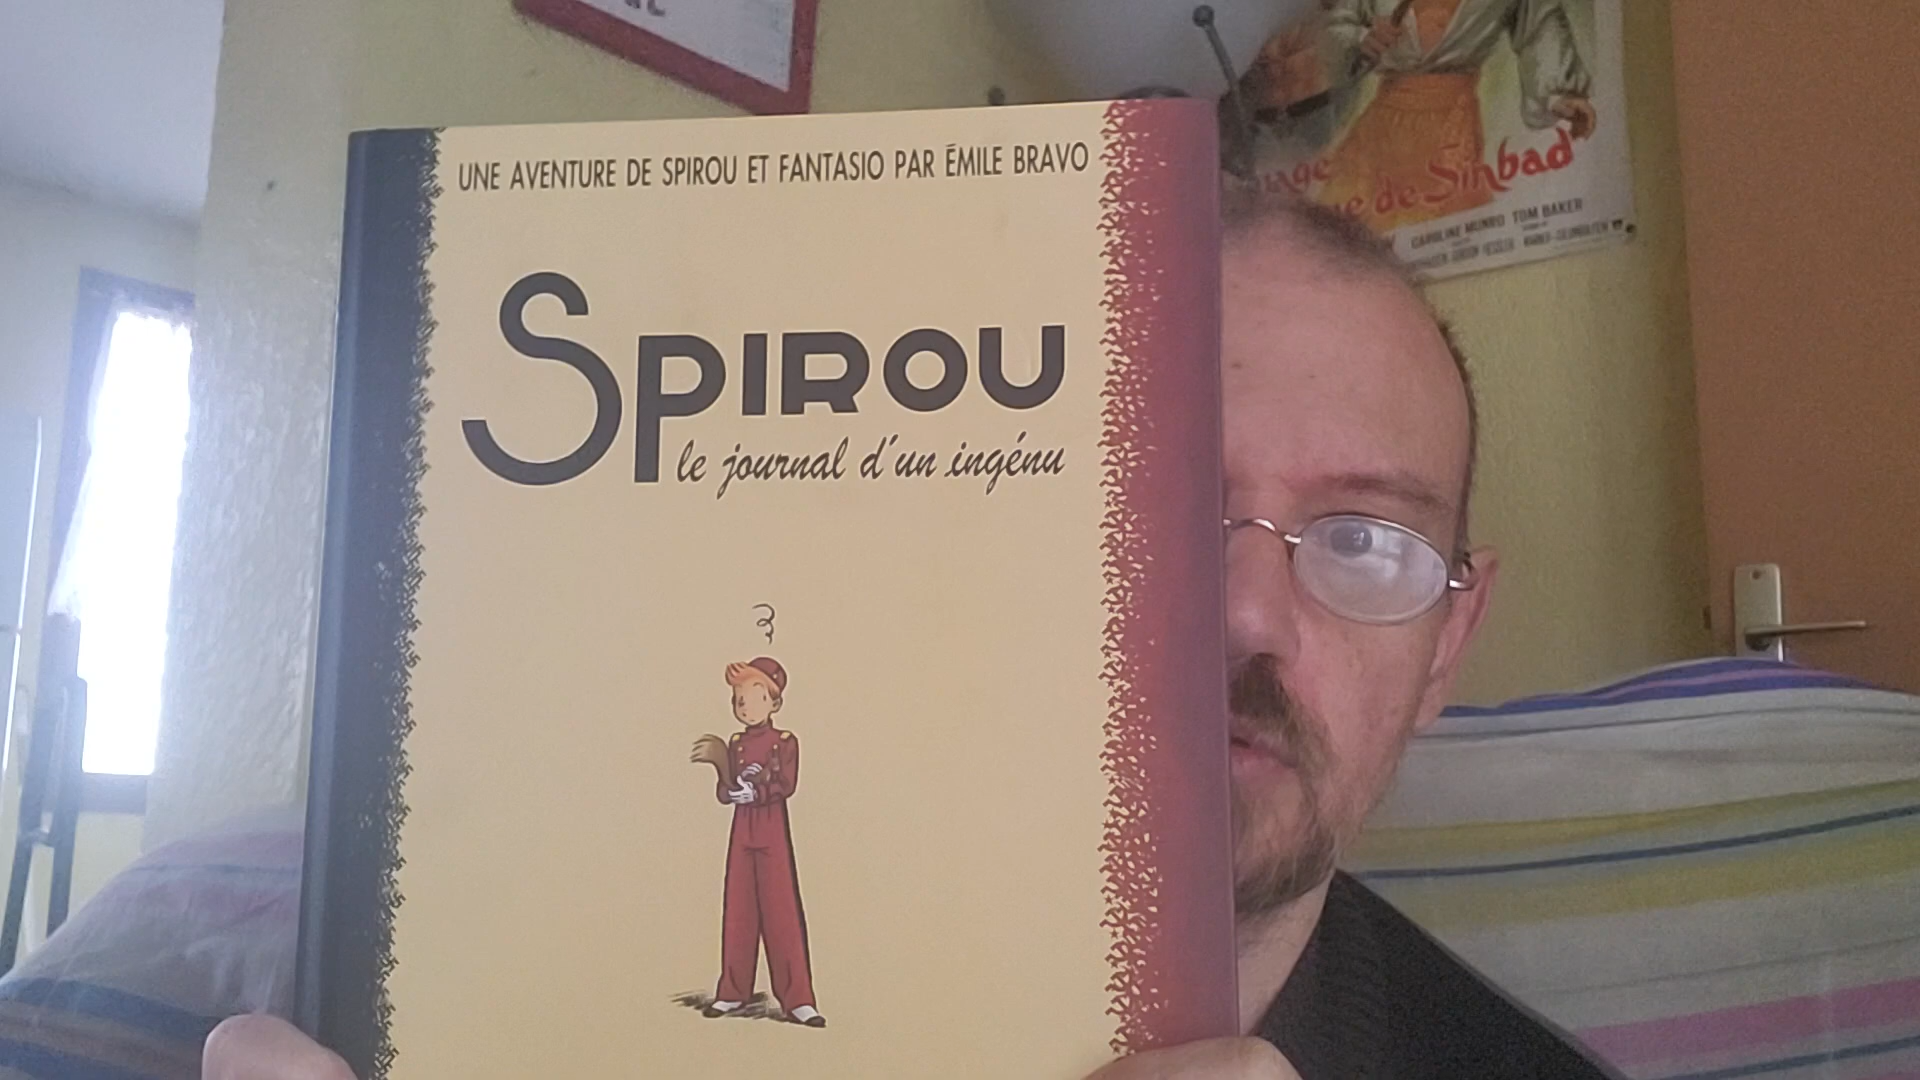 UNE AVENTURE DE SPIROU ET FANTASIO PAR ÉMILE BRAVO
SPIROU
le journal d'un ingénu
de Sinbad
CAROLINE MUNRO TOM BAKER